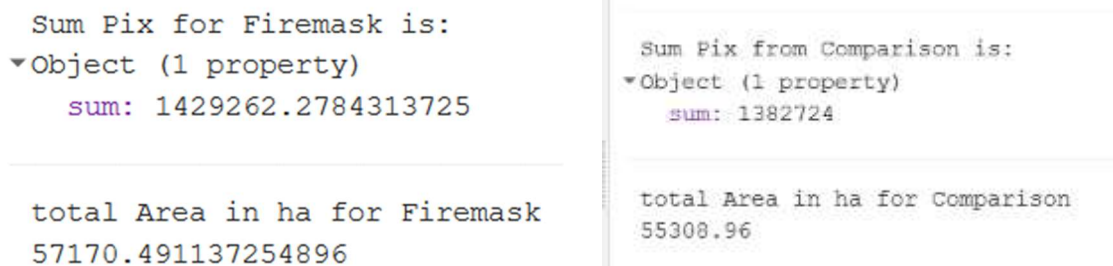 Sum Pix for Firemask is:
Object (1 property)
sum: 1429262.2784313725
total Area in ha for Firemask
57170.491137254896
Sum Pix from Comparison is:
Object (1 property)
sum: 1382724
total Area in ha for Comparison
55308.96